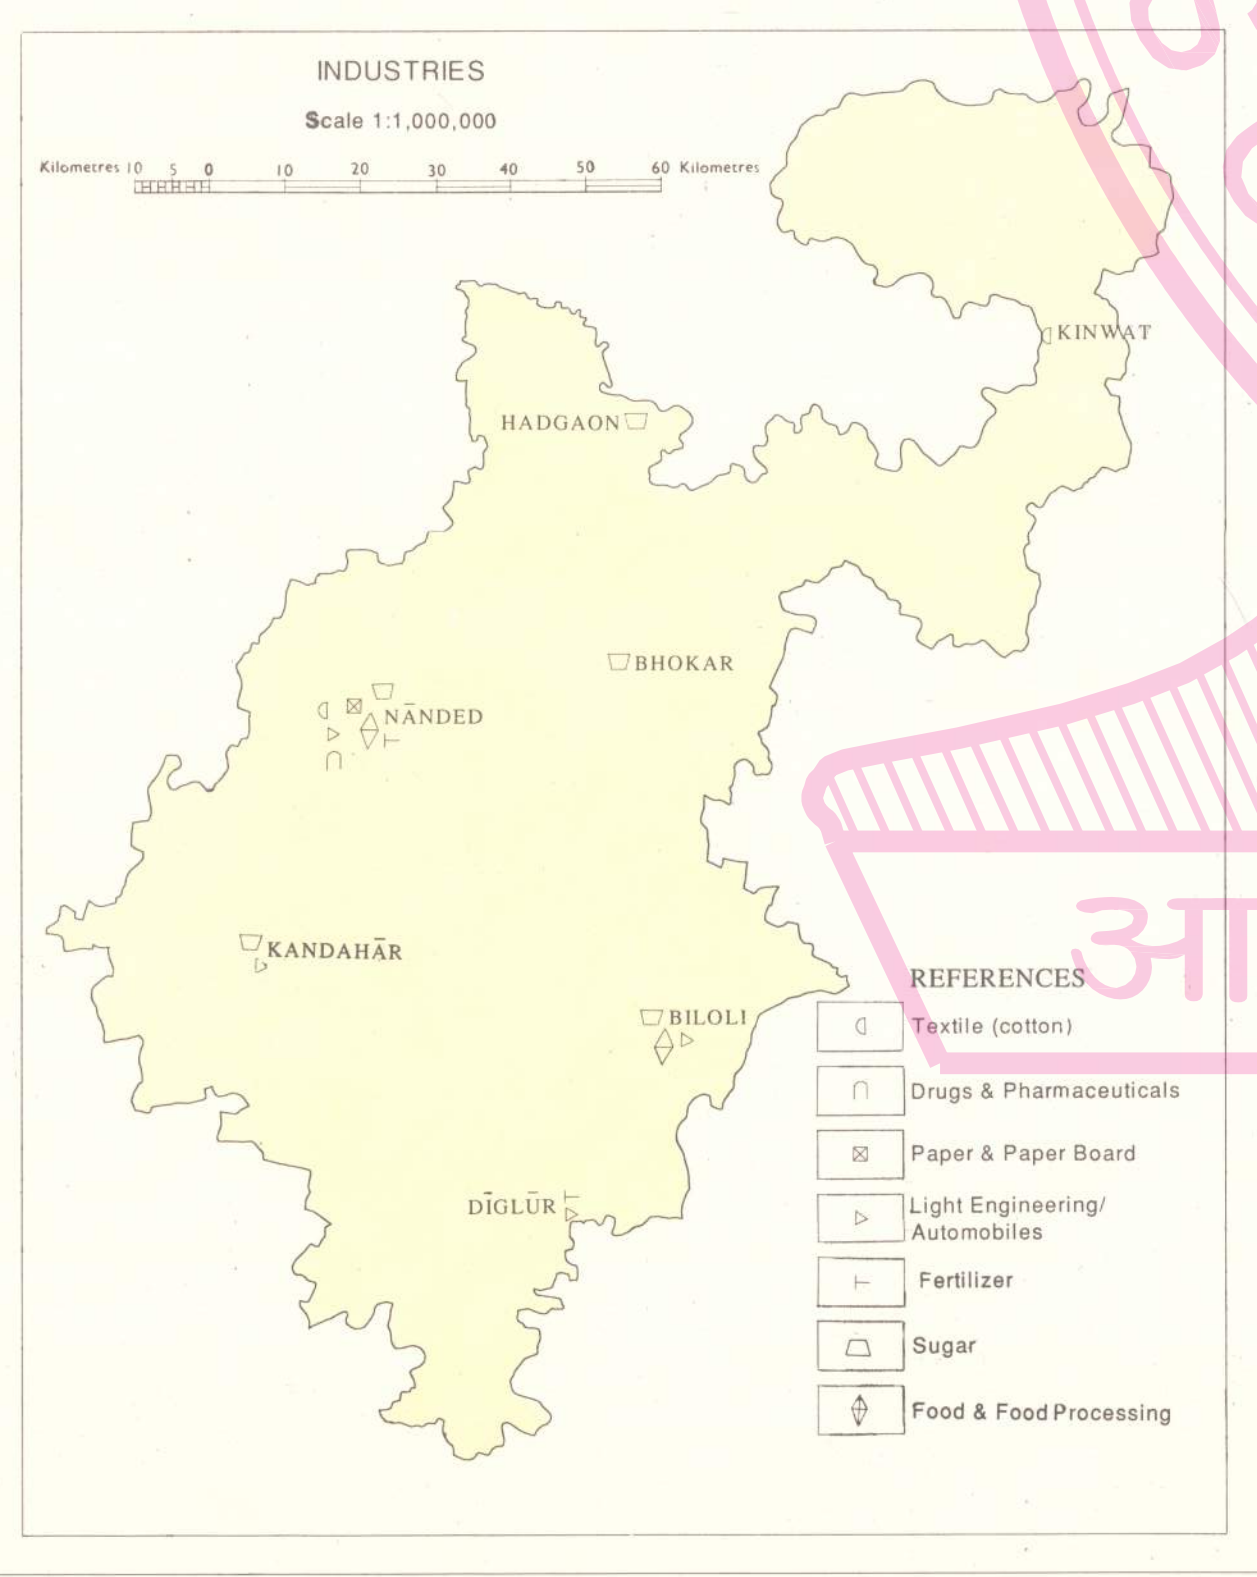 INDUSTRIES
Scale 1:1,000,000
Kilometres 10 5 0 10 20 30 40 50 60 Kilometres
KINWAT
HADGAON
BHOKAR
NĀNDED
KANDAHĀR
BILOLI
DĪGLŪR
REFERENCES
Textile (cotton)
Drugs & Pharmaceuticals
Paper & Paper Board
Light Engineering/
Automobiles
Fertilizer
Sugar
Food & Food Processing